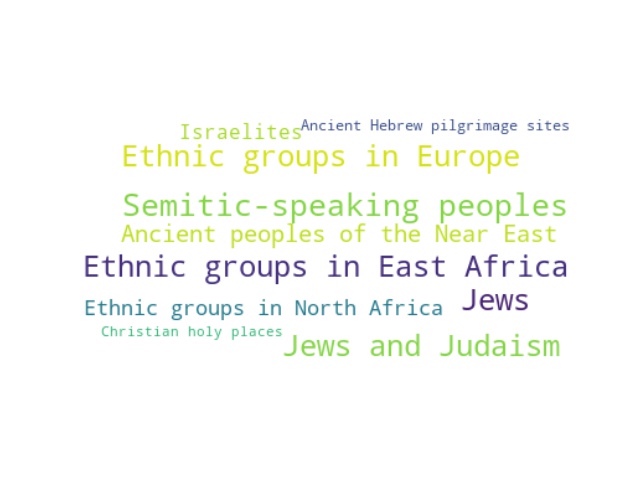 Israelites
Ancient Hebrew pilgrimage sites
Ethnic groups in Europe
Semitic-speaking peoples
Ancient peoples of the Near East
Ethnic groups in East Africa
Jews
Ethnic groups in North Africa
Christian holy places
Jews and Judaism